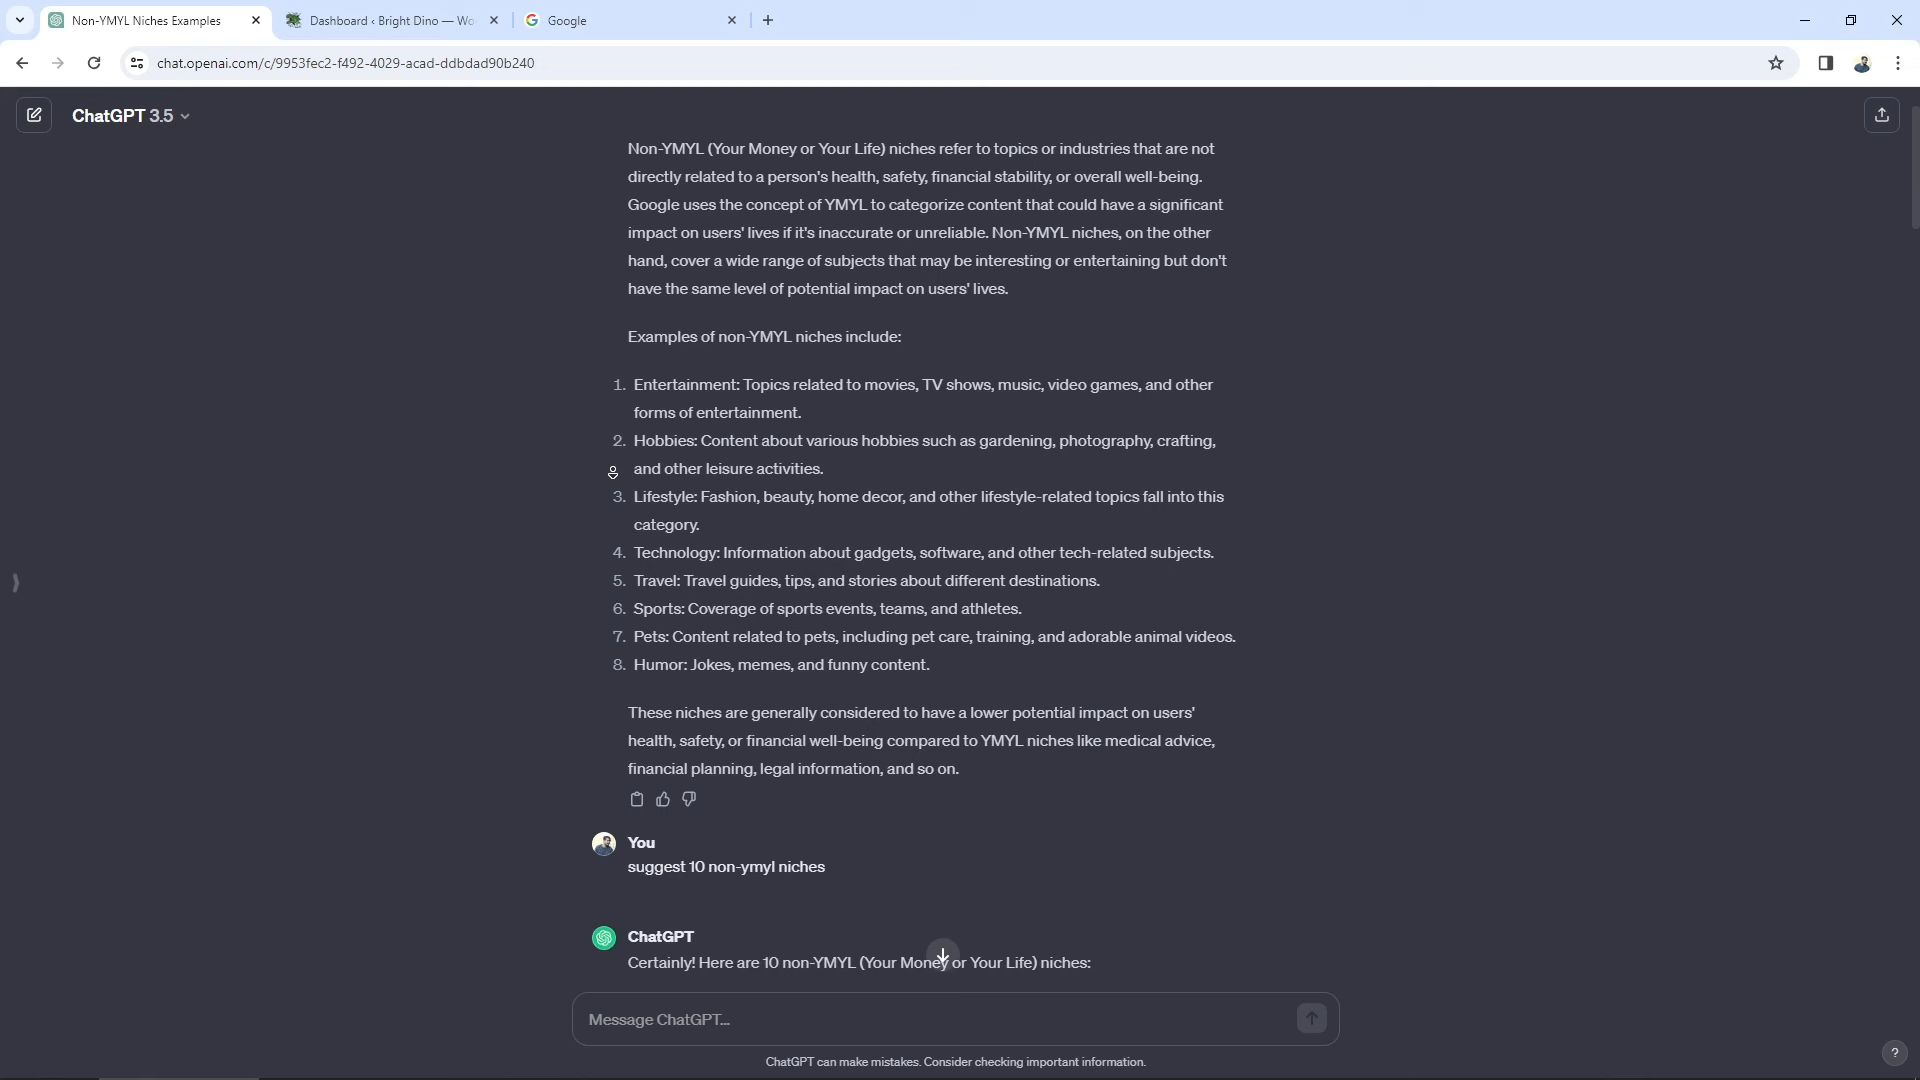 Non-YMYL Niches Examples
Dashboard ‹ Bright Dino — Wo
Google
chat.openai.com/c/9953fec2-f492-4029-acad-ddbdad90b240
ChatGPT 3.5
Non-YMYL (Your Money or Your Life) niches refer to topics or industries that are not
directly related to a person's health, safety, financial stability, or overall well-being.
Google uses the concept of YMYL to categorize content that could have a significant
impact on users' lives if it's inaccurate or unreliable. Non-YMYL niches, on the other
hand, cover a wide range of subjects that may be interesting or entertaining but don't
have the same level of potential impact on users' lives.
Examples of non-YMYL niches include:
1. Entertainment: Topics related to movies, TV shows, music, video games, and other
forms of entertainment.
2. Hobbies: Content about various hobbies such as gardening, photography, crafting,
and other leisure activities.
3. Lifestyle: Fashion, beauty, home decor, and other lifestyle-related topics fall into this
category.
4. Technology: Information about gadgets, software, and other tech-related subjects.
5. Travel: Travel guides, tips, and stories about different destinations.
6. Sports: Coverage of sports events, teams, and athletes.
7. Pets: Content related to pets, including pet care, training, and adorable animal videos.
8. Humor: Jokes, memes, and funny content.
These niches are generally considered to have a lower potential impact on users'
health, safety, or financial well-being compared to YMYL niches like medical advice,
financial planning, legal information, and so on.
You
suggest 10 non-ymyl niches
ChatGPT
Certainly! Here are 10 non-YMYL (Your Money or Your Life) niches:
Message ChatGPT...
ChatGPT can make mistakes. Consider checking important information.
?